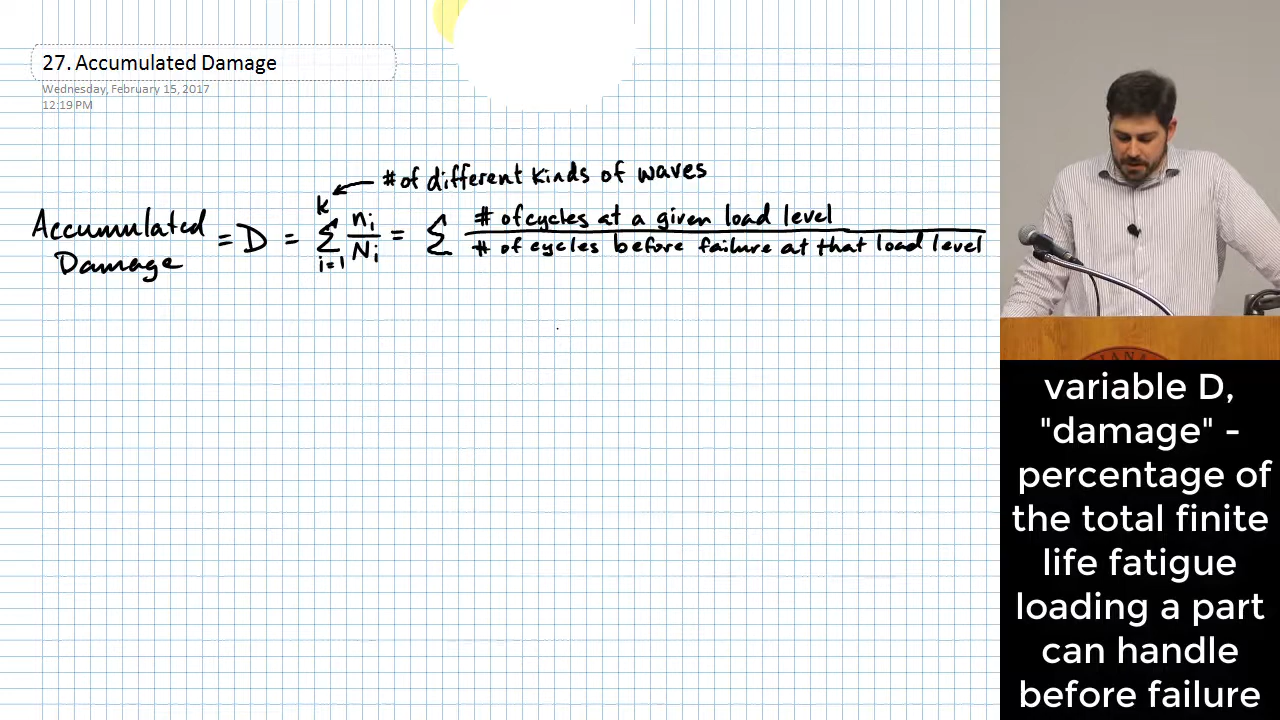 27. Accumulated Damage
Wednesday, February 15, 2017
12:19 PM
# of different kinds of waves
Accumulated Damage = D = k Σ i=1 ni/Ni = Σ # of cycles at a given load level / # of cycles before failure at that load level
variable D,
"damage" -
percentage of
the total finite
life fatigue
loading a part
can handle
before failure